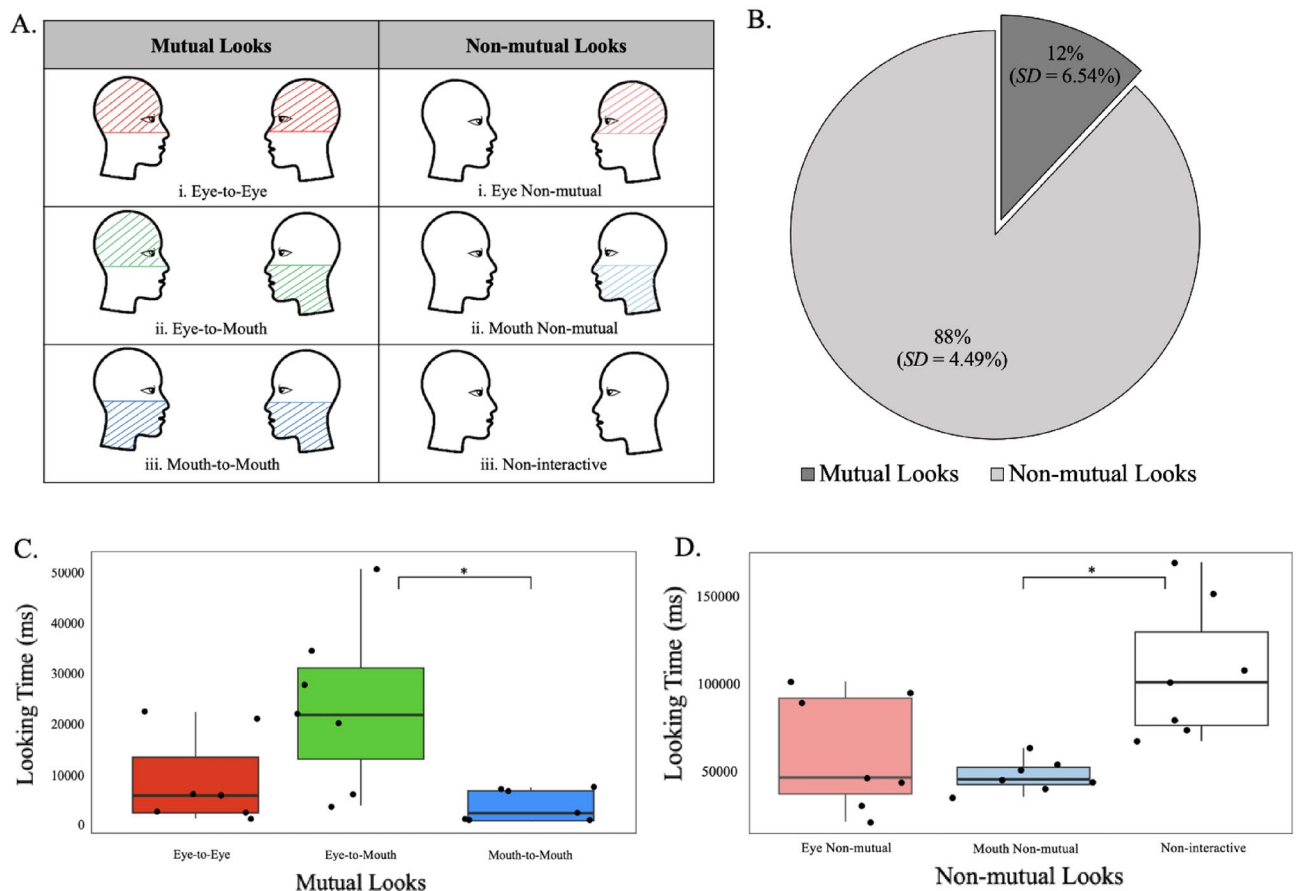 A.
Mutual Looks
Non-mutual Looks
i. Eye-to-Eye
i. Eye Non-mutual
ii. Eye-to-Mouth
ii. Mouth Non-mutual
iii. Mouth-to-Mouth
iii. Non-interactive
B.
12%
(SD = 6.54%)
88%
(SD = 4.49%)
Mutual Looks
Non-mutual Looks
C.
Looking Time (ms)
50000
40000
30000
20000
10000
0
*
Eye-to-Eye
Eye-to-Mouth
Mouth-to-Mouth
Mutual Looks
D.
Looking Time (ms)
150000
100000
50000
*
Eye Non-mutual
Mouth Non-mutual
Non-interactive
Non-mutual Looks